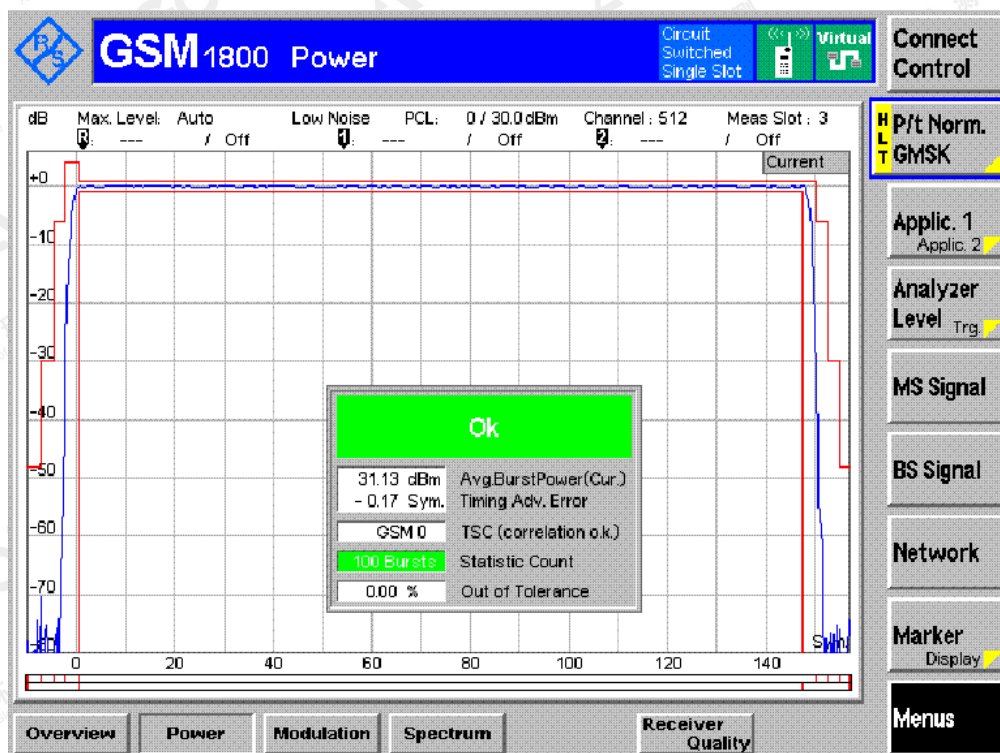 R S
GSM 1800 Power
Circuit
Switched
Single Slot
Virtual
Connect
Control
dB Max. Level: Auto Low Noise PCL: 0 / 30.0 dBm Channel : 512 Meas Slot : 3
R: --- / Off 1: --- / Off 2: --- / Off
Current
H
L
T
P/t Norm.
GMSK
Applic. 1
Applic. 2
Analyzer
Level Trg.
MS Signal
BS Signal
Network
Marker
Display
Menus
+0
-10
-20
-30
-40
-50
-60
-70
Ok
31.13 dBm Avg.BurstPower(Cur.)
- 0.17 Sym. Timing Adv. Error
GSM 0 TSC (correlation o.k.)
100 Bursts Statistic Count
0.00 % Out of Tolerance
0 20 40 60 80 100 120 140
Overview Power Modulation Spectrum Receiver
Quality